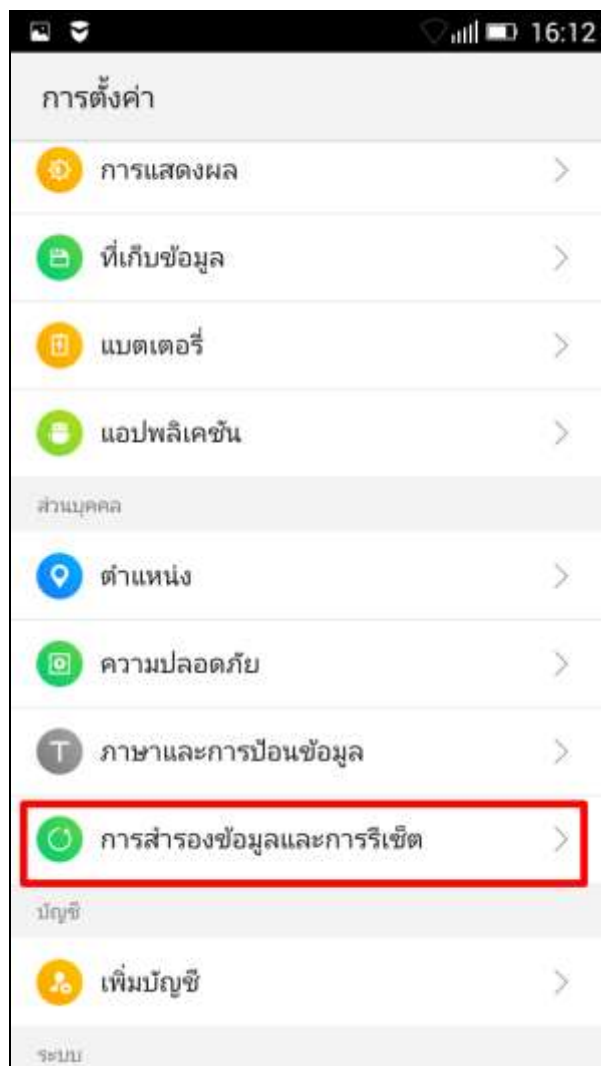 16:12
การตั้งค่า
การแสดงผล
ที่เก็บข้อมูล
แบตเตอรี่
แอปพลิเคชัน
ส่วนบุคคล
ตำแหน่ง
ความปลอดภัย
ภาษาและการป้อนข้อมูล
การสำรองข้อมูลและการรีเซ็ต
บัญชี
เพิ่มบัญชี
ระบบ